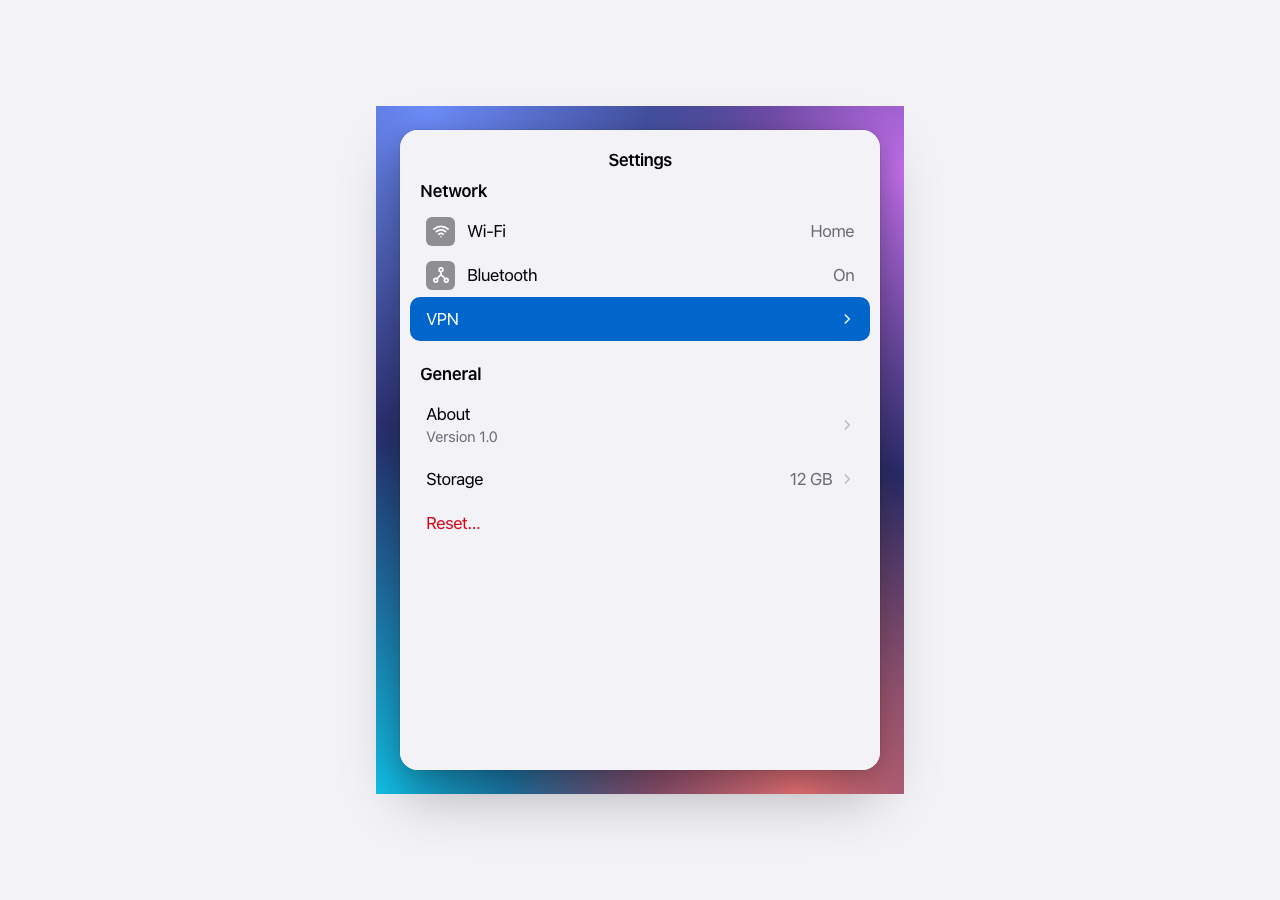 Settings
Network
Wi-Fi Home
Bluetooth On
VPN
General
About
Version 1.0
Storage 12 GB
Reset...